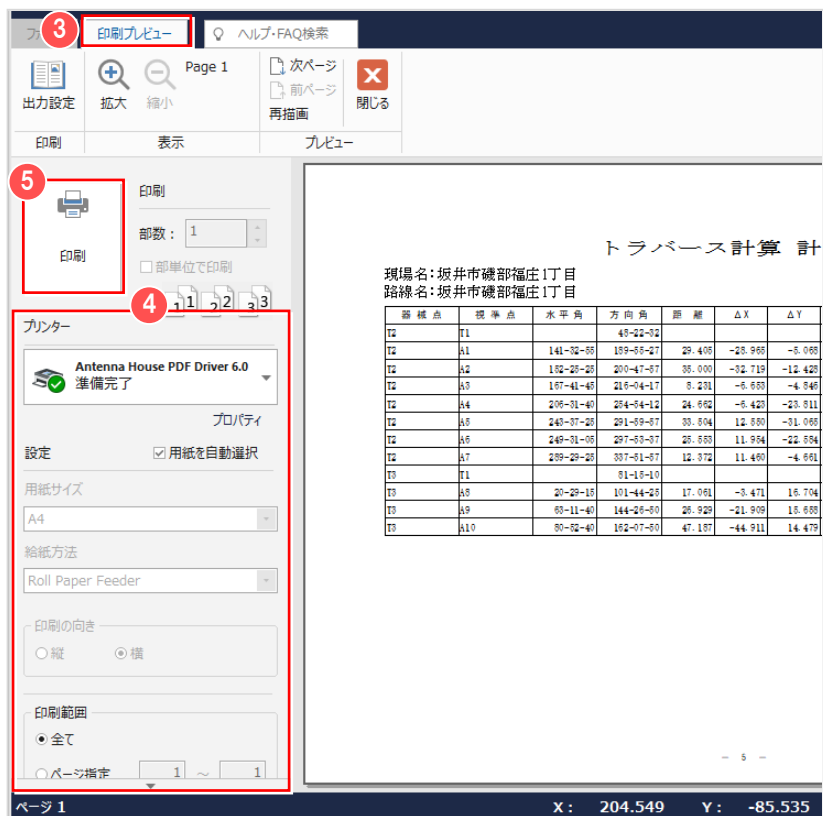 3
印刷プレビュー
ヘルプ・FAQ検索
出力設定
拡大
縮小
Page 1
次ページ
前ページ
再描画
閉じる
印刷
表示
プレビュー
5
印刷
印刷
部数：
1
部単位で印刷
4
1 1 2 2 3 3
プリンター
Antenna House PDF Driver 6.0
準備完了
プロパティ
設定
用紙を自動選択
用紙サイズ
A4
給紙方法
Roll Paper Feeder
印刷の向き
縦 横
印刷範囲
全て
ページ指定 1 ～ 1
トラバース計算 計
現場名：坂井市磯部福庄1丁目
路線名：坂井市磯部福庄1丁目
器械点 視準点 水平角 方向角 距離 ΔX ΔY
T2 T1 48-22-32
T2 A1 141-32-55 189-55-27 29.405 -28.965 -5.068
T2 A2 152-25-25 200-47-57 35.000 -32.719 -12.428
T2 A3 167-41-45 216-04-17 8.231 -6.653 -4.846
T2 A4 206-31-40 254-54-12 24.662 -6.423 -23.811
T2 A5 243-37-25 291-59-57 33.504 12.550 -31.065
T2 A6 249-31-05 297-53-37 25.553 11.954 -22.584
T2 A7 289-29-25 337-51-57 12.372 11.460 -4.661
T3 T1 81-15-10
T3 A8 20-29-15 101-44-25 17.061 -3.471 16.704
T3 A9 63-11-40 144-26-50 26.929 -21.909 15.658
T3 A10 80-52-40 162-07-50 47.187 -44.911 14.479
- 5 -
ページ 1
X： 204.549 Y： -85.535